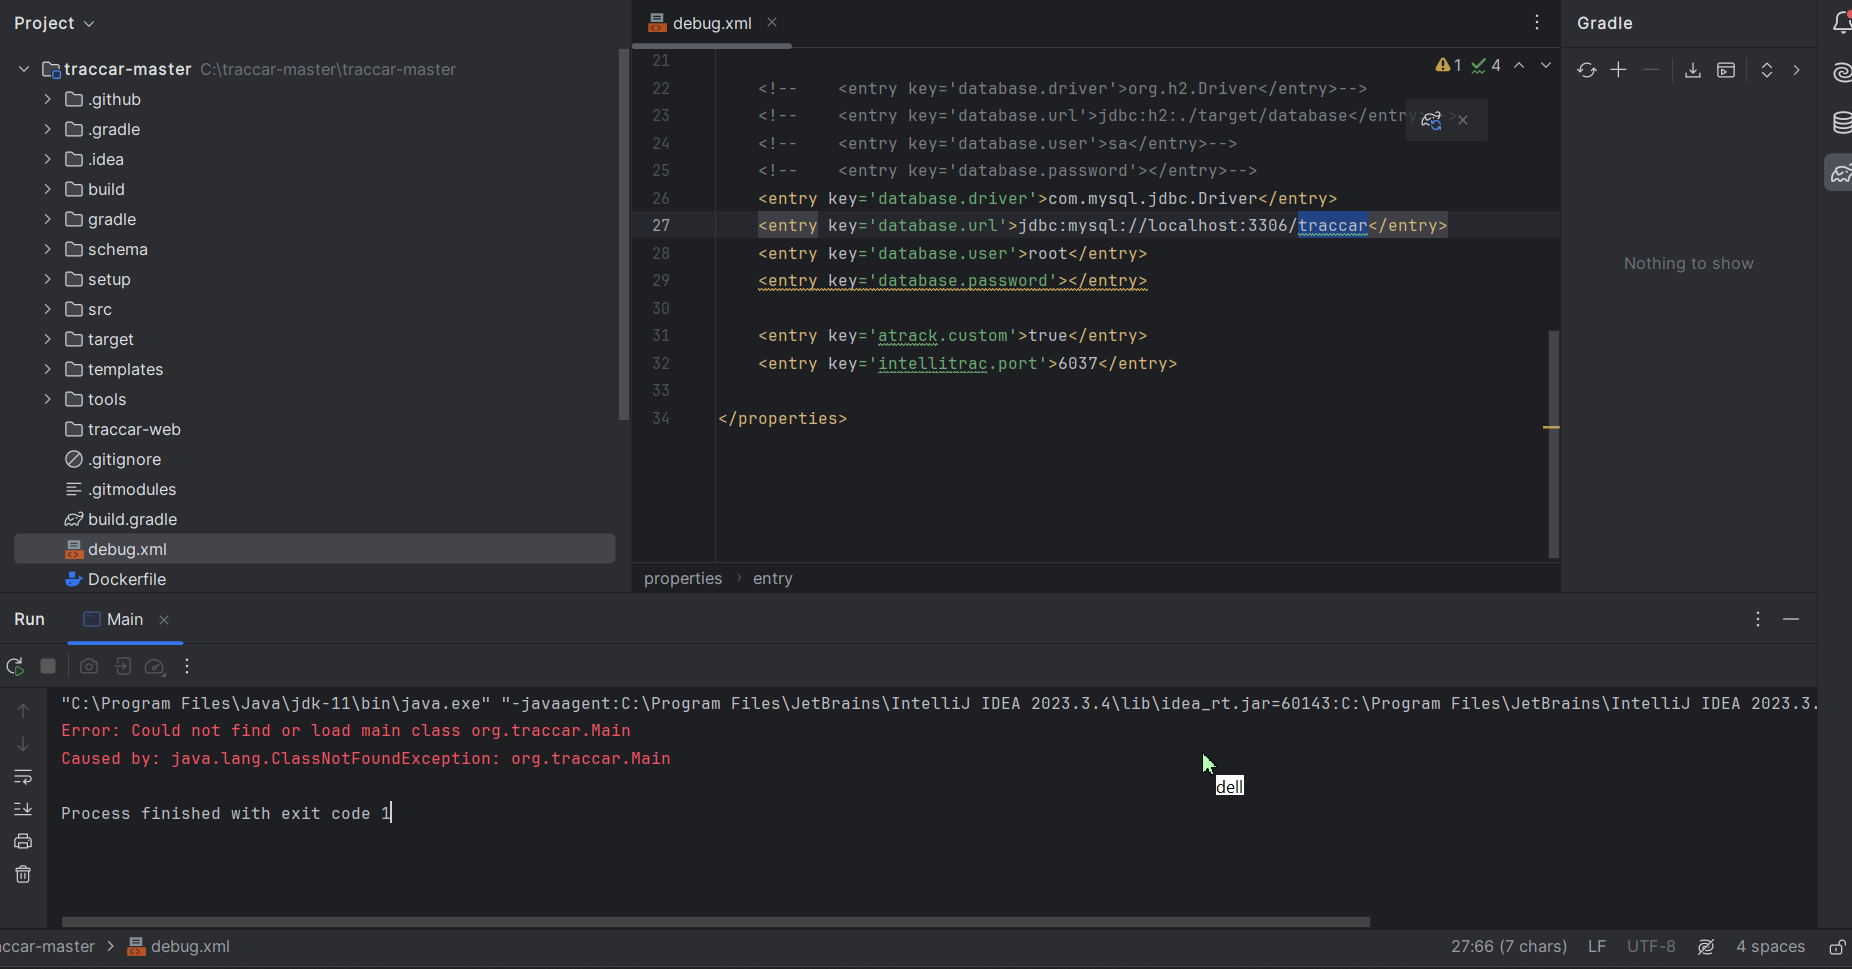 Project
debug.xml
Gradle
traccar-master C:\traccar-master\traccar-master
.github
.gradle
.idea
build
gradle
schema
setup
src
target
templates
tools
traccar-web
.gitignore
.gitmodules
build.gradle
debug.xml
Dockerfile
1 4
21
22 <!--    <entry key='database.driver'>org.h2.Driver</entry>-->
23 <!--    <entry key='database.url'>jdbc:h2:./target/database</entry
24 <!--    <entry key='database.user'>sa</entry>-->
25 <!--    <entry key='database.password'></entry>-->
26 <entry key='database.driver'>com.mysql.jdbc.Driver</entry>
27 <entry key='database.url'>jdbc:mysql://localhost:3306/traccar</entry>
28 <entry key='database.user'>root</entry>
29 <entry key='database.password'></entry>
30
31 <entry key='atrack.custom'>true</entry>
32 <entry key='intellitrac.port'>6037</entry>
33
34 </properties>
Nothing to show
properties › entry
Run Main
"C:\Program Files\Java\jdk-11\bin\java.exe" "-javaagent:C:\Program Files\JetBrains\IntelliJ IDEA 2023.3.4\lib\idea_rt.jar=60143:C:\Program Files\JetBrains\IntelliJ IDEA 2023.3.
Error: Could not find or load main class org.traccar.Main
Caused by: java.lang.ClassNotFoundException: org.traccar.Main
dell
Process finished with exit code 1
accar-master > debug.xml
27:66 (7 chars) LF UTF-8 4 spaces